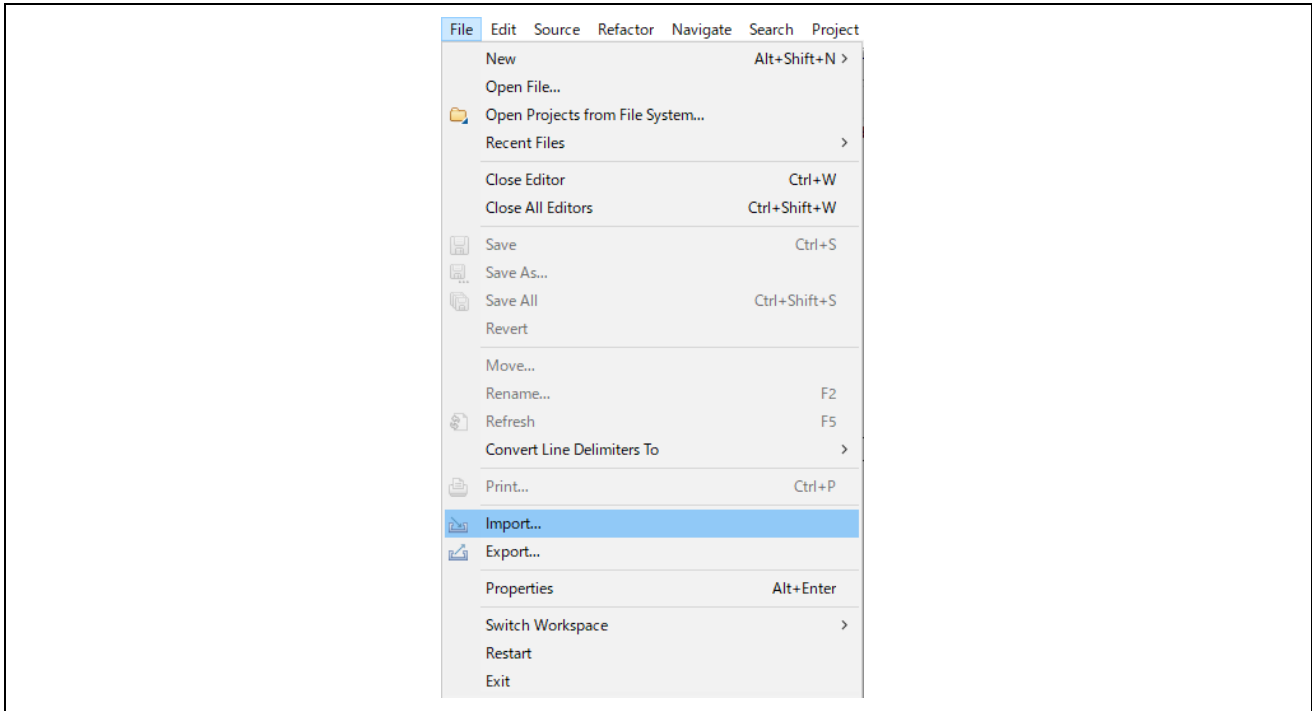 File Edit Source Refactor Navigate Search Project
New Alt+Shift+N >
Open File...
Open Projects from File System...
Recent Files >
Close Editor Ctrl+W
Close All Editors Ctrl+Shift+W
Save Ctrl+S
Save As...
Save All Ctrl+Shift+S
Revert
Move...
Rename... F2
Refresh F5
Convert Line Delimiters To >
Print... Ctrl+P
Import...
Export...
Properties Alt+Enter
Switch Workspace >
Restart
Exit